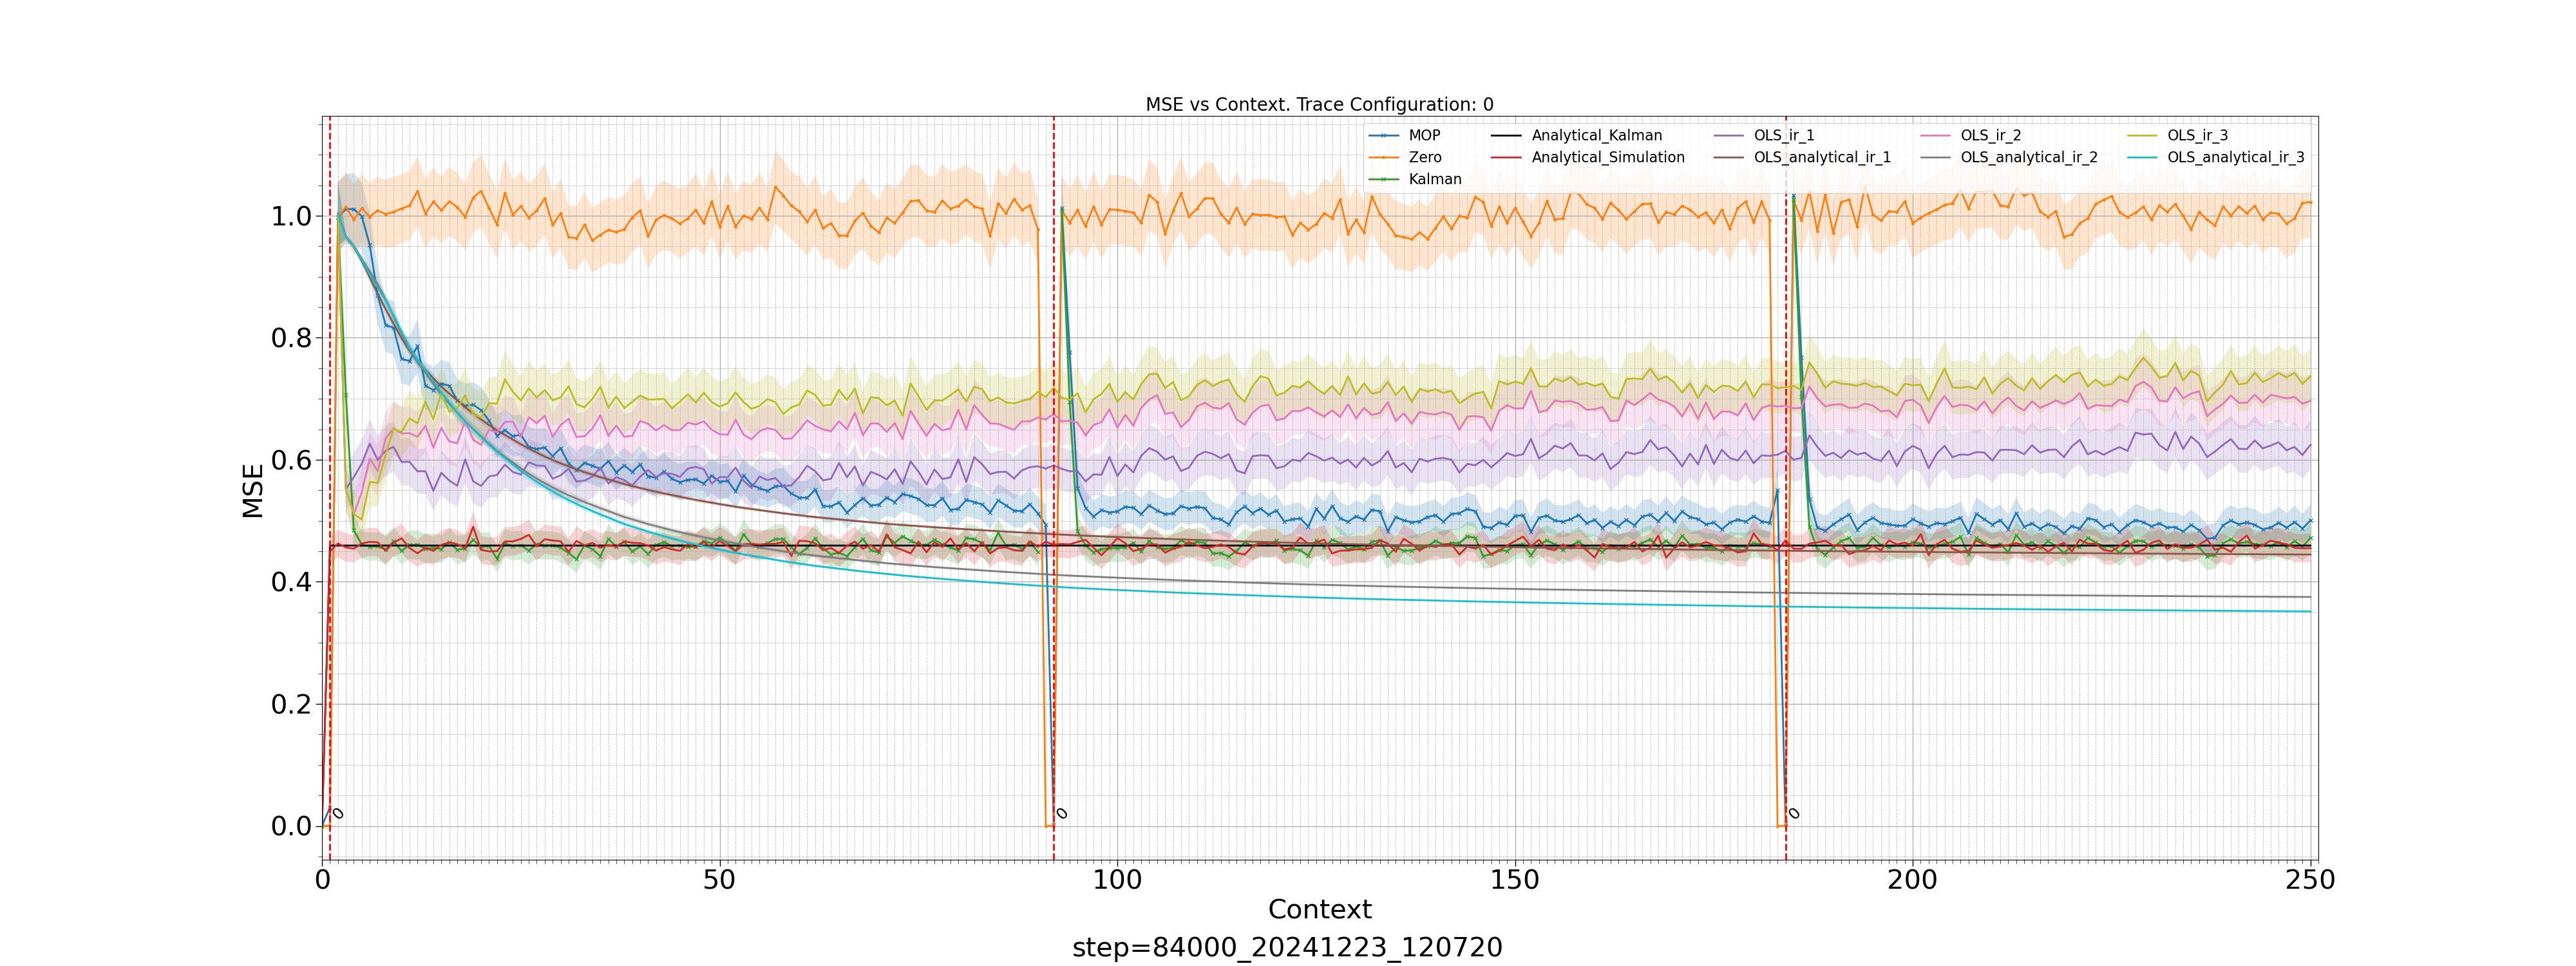 MSE vs Context. Trace Configuration: 0
MOP
Zero
Kalman
Analytical_Kalman
Analytical_Simulation
OLS_ir_1
OLS_analytical_ir_1
OLS_ir_2
OLS_analytical_ir_2
OLS_ir_3
OLS_analytical_ir_3
MSE
1.0
0.8
0.6
0.4
0.2
0.0
0
0
0
0
50
100
150
200
250
Context
step=84000_20241223_120720